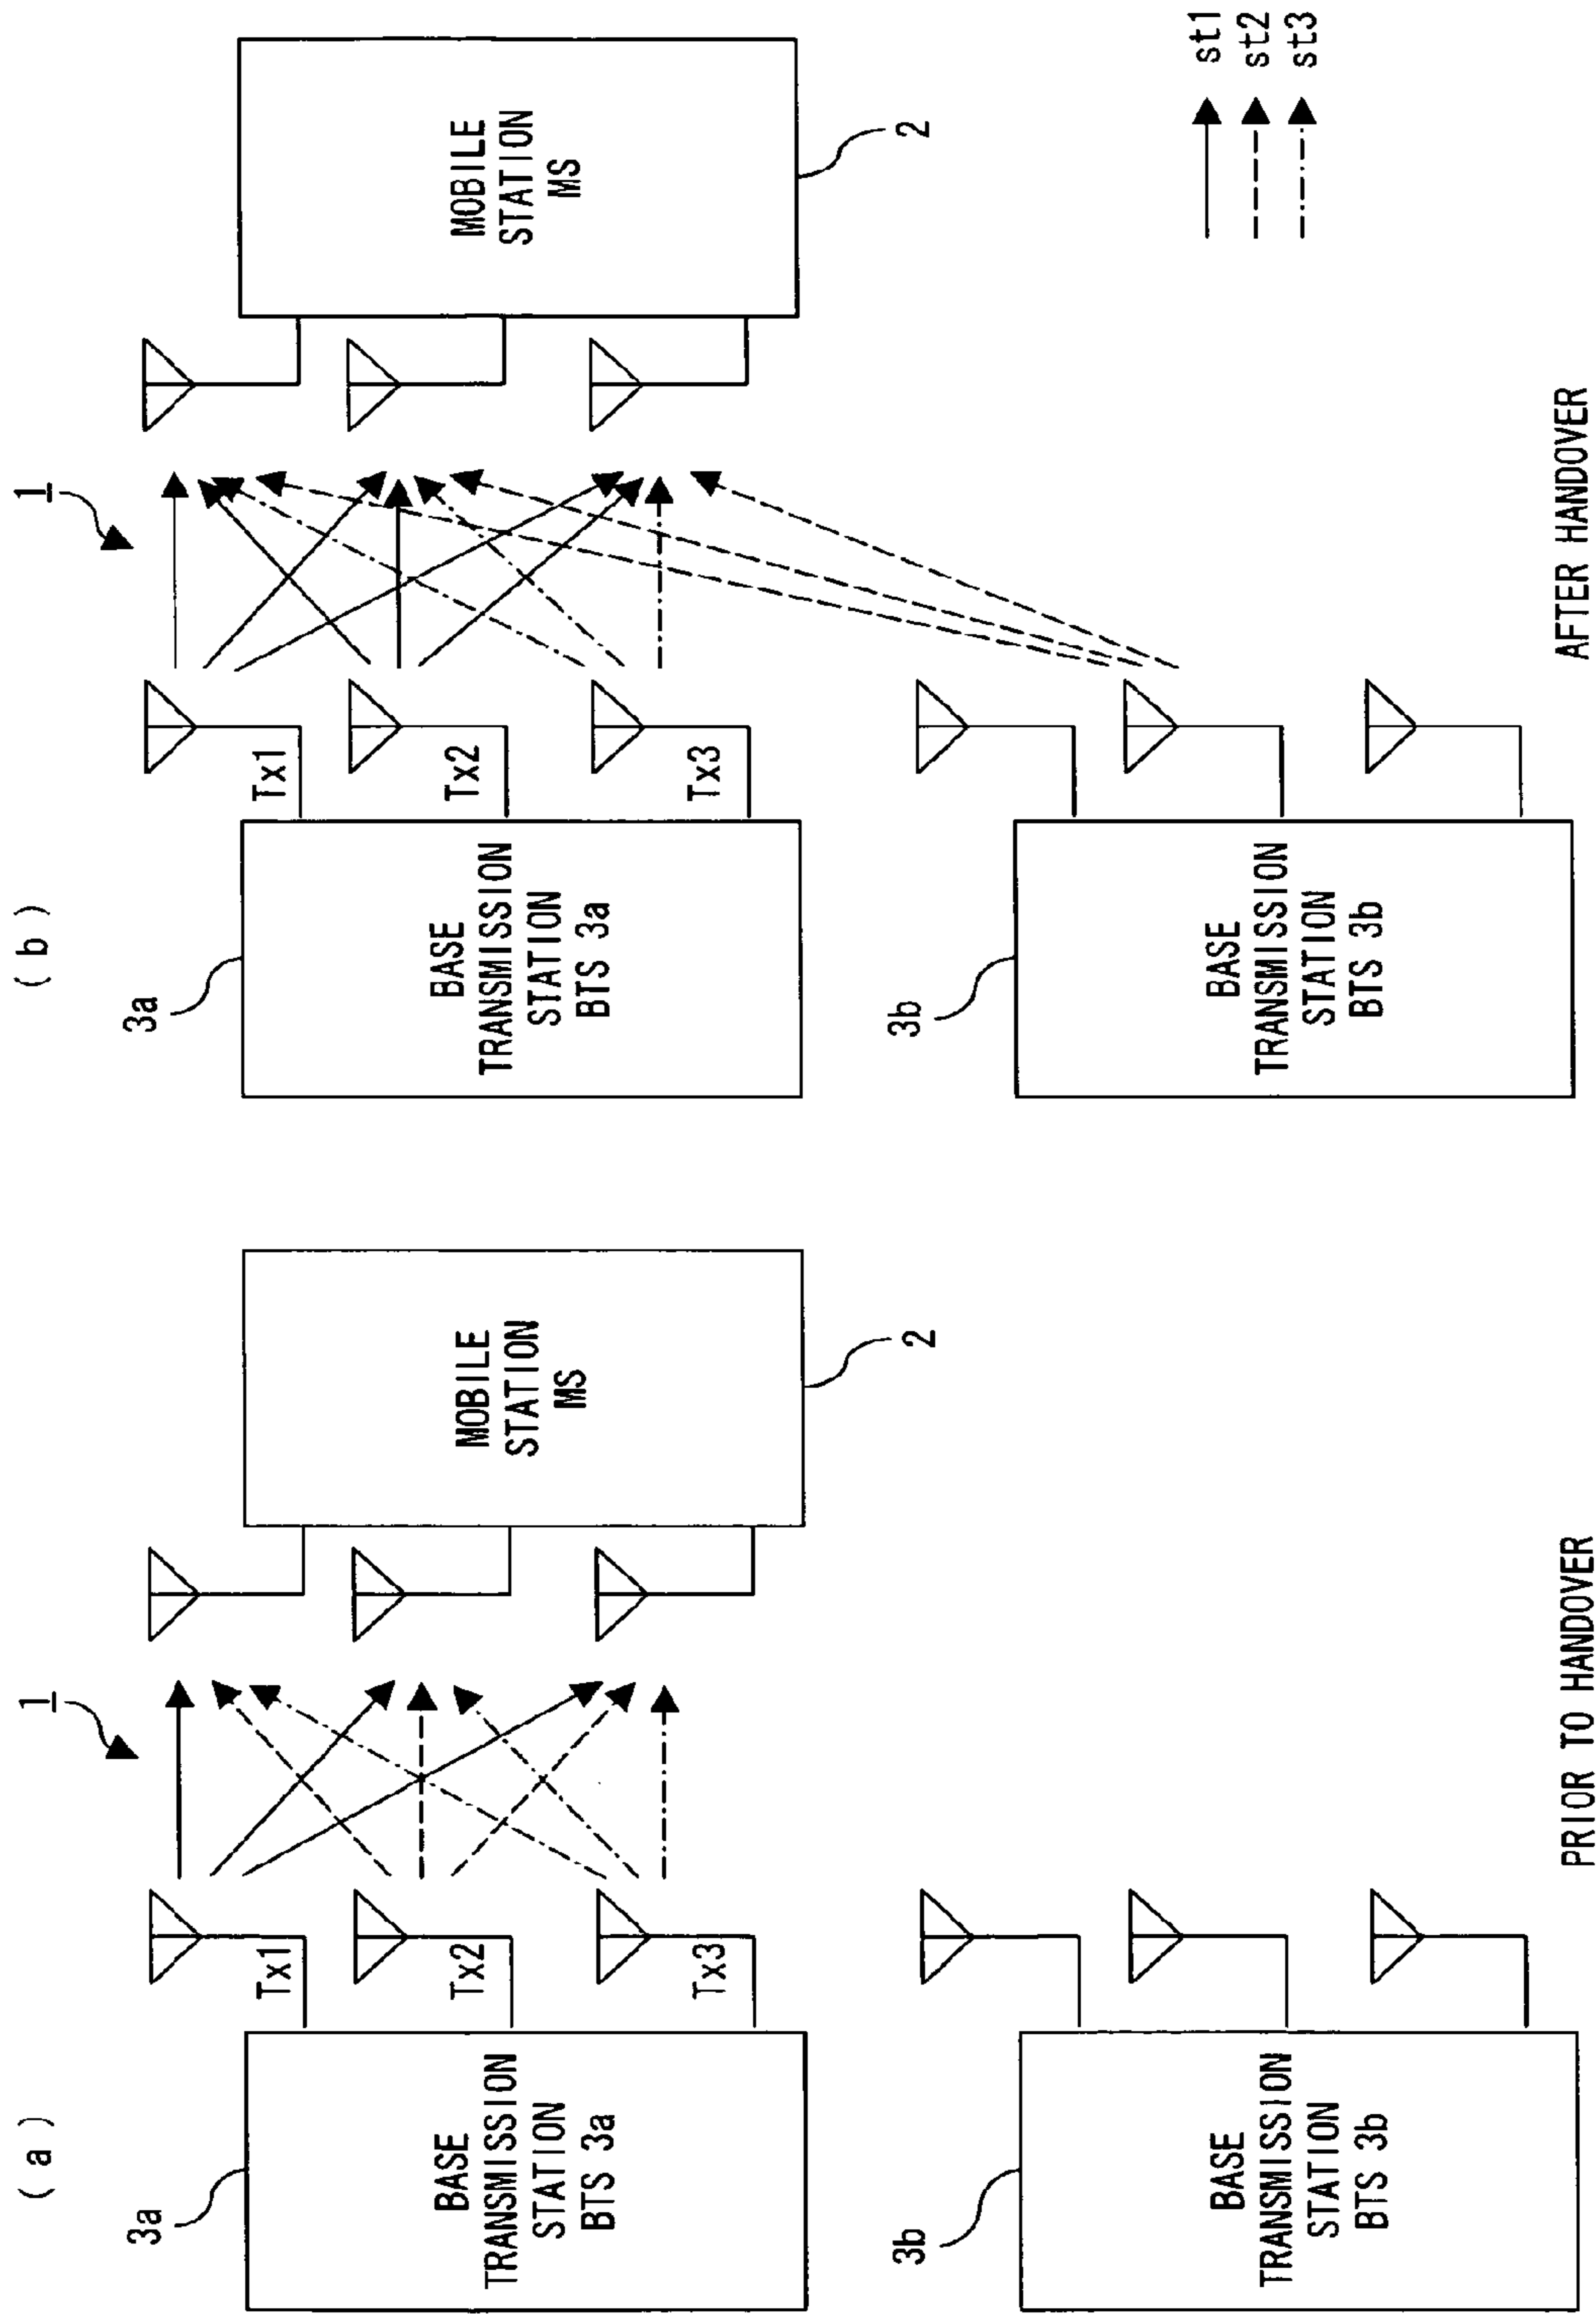 ( a )
1
3a
BASE
TRANSMISSION
STATION
BTS 3a
Tx1
Tx2
Tx3
MOBILE
STATION
MS
2
3b
BASE
TRANSMISSION
STATION
BTS 3b
PRIOR TO HANDOVER
( b )
1
3a
BASE
TRANSMISSION
STATION
BTS 3a
Tx1
Tx2
Tx3
MOBILE
STATION
MS
2
3b
BASE
TRANSMISSION
STATION
BTS 3b
st1
st2
st3
AFTER HANDOVER